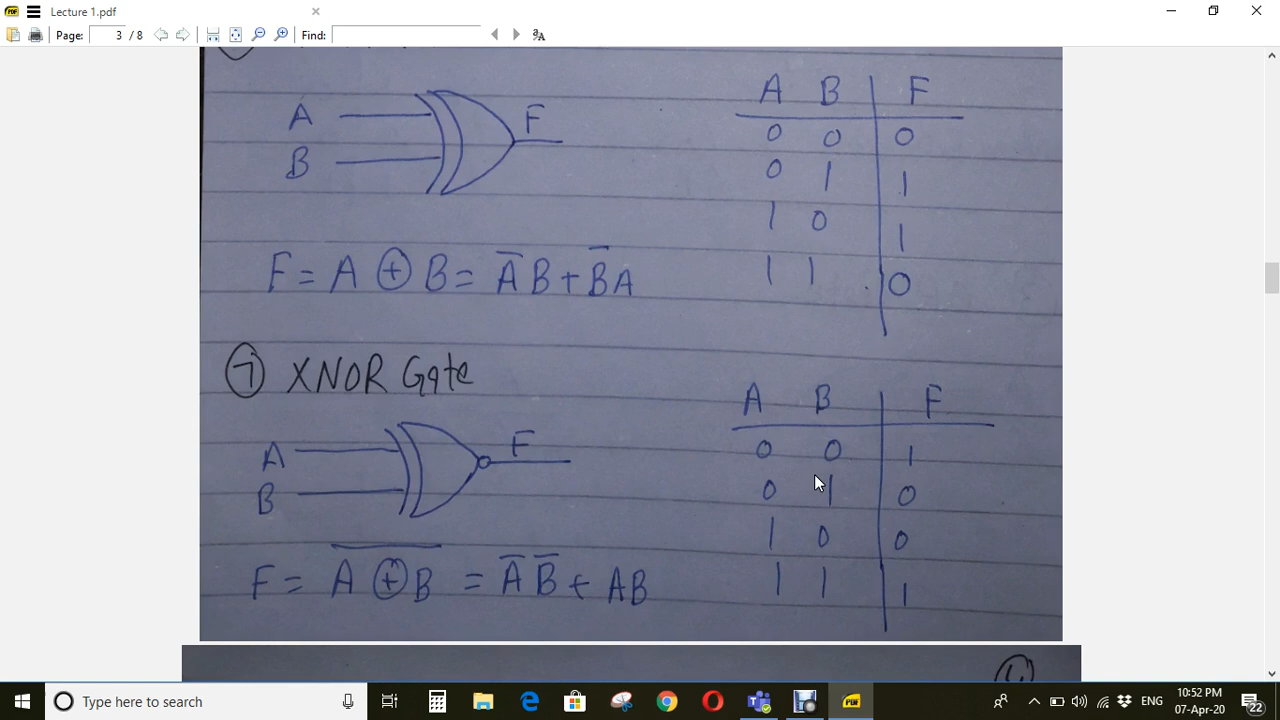 Lecture 1.pdf
Page: 3 / 8 Find:
A B F
A F 0 0 0
B 0 1 1
1 0 1
F = A ⊕ B = A̅ B + B̅ A 1 1 0
⑦ XNOR Gate
A B F
A F 0 0 1
B 0 1 0
1 0 0
F = \overline{A ⊕ B} = A̅ B̅ + AB 1 1 1
Type here to search
ENG
10:52 PM
07-Apr-20
22